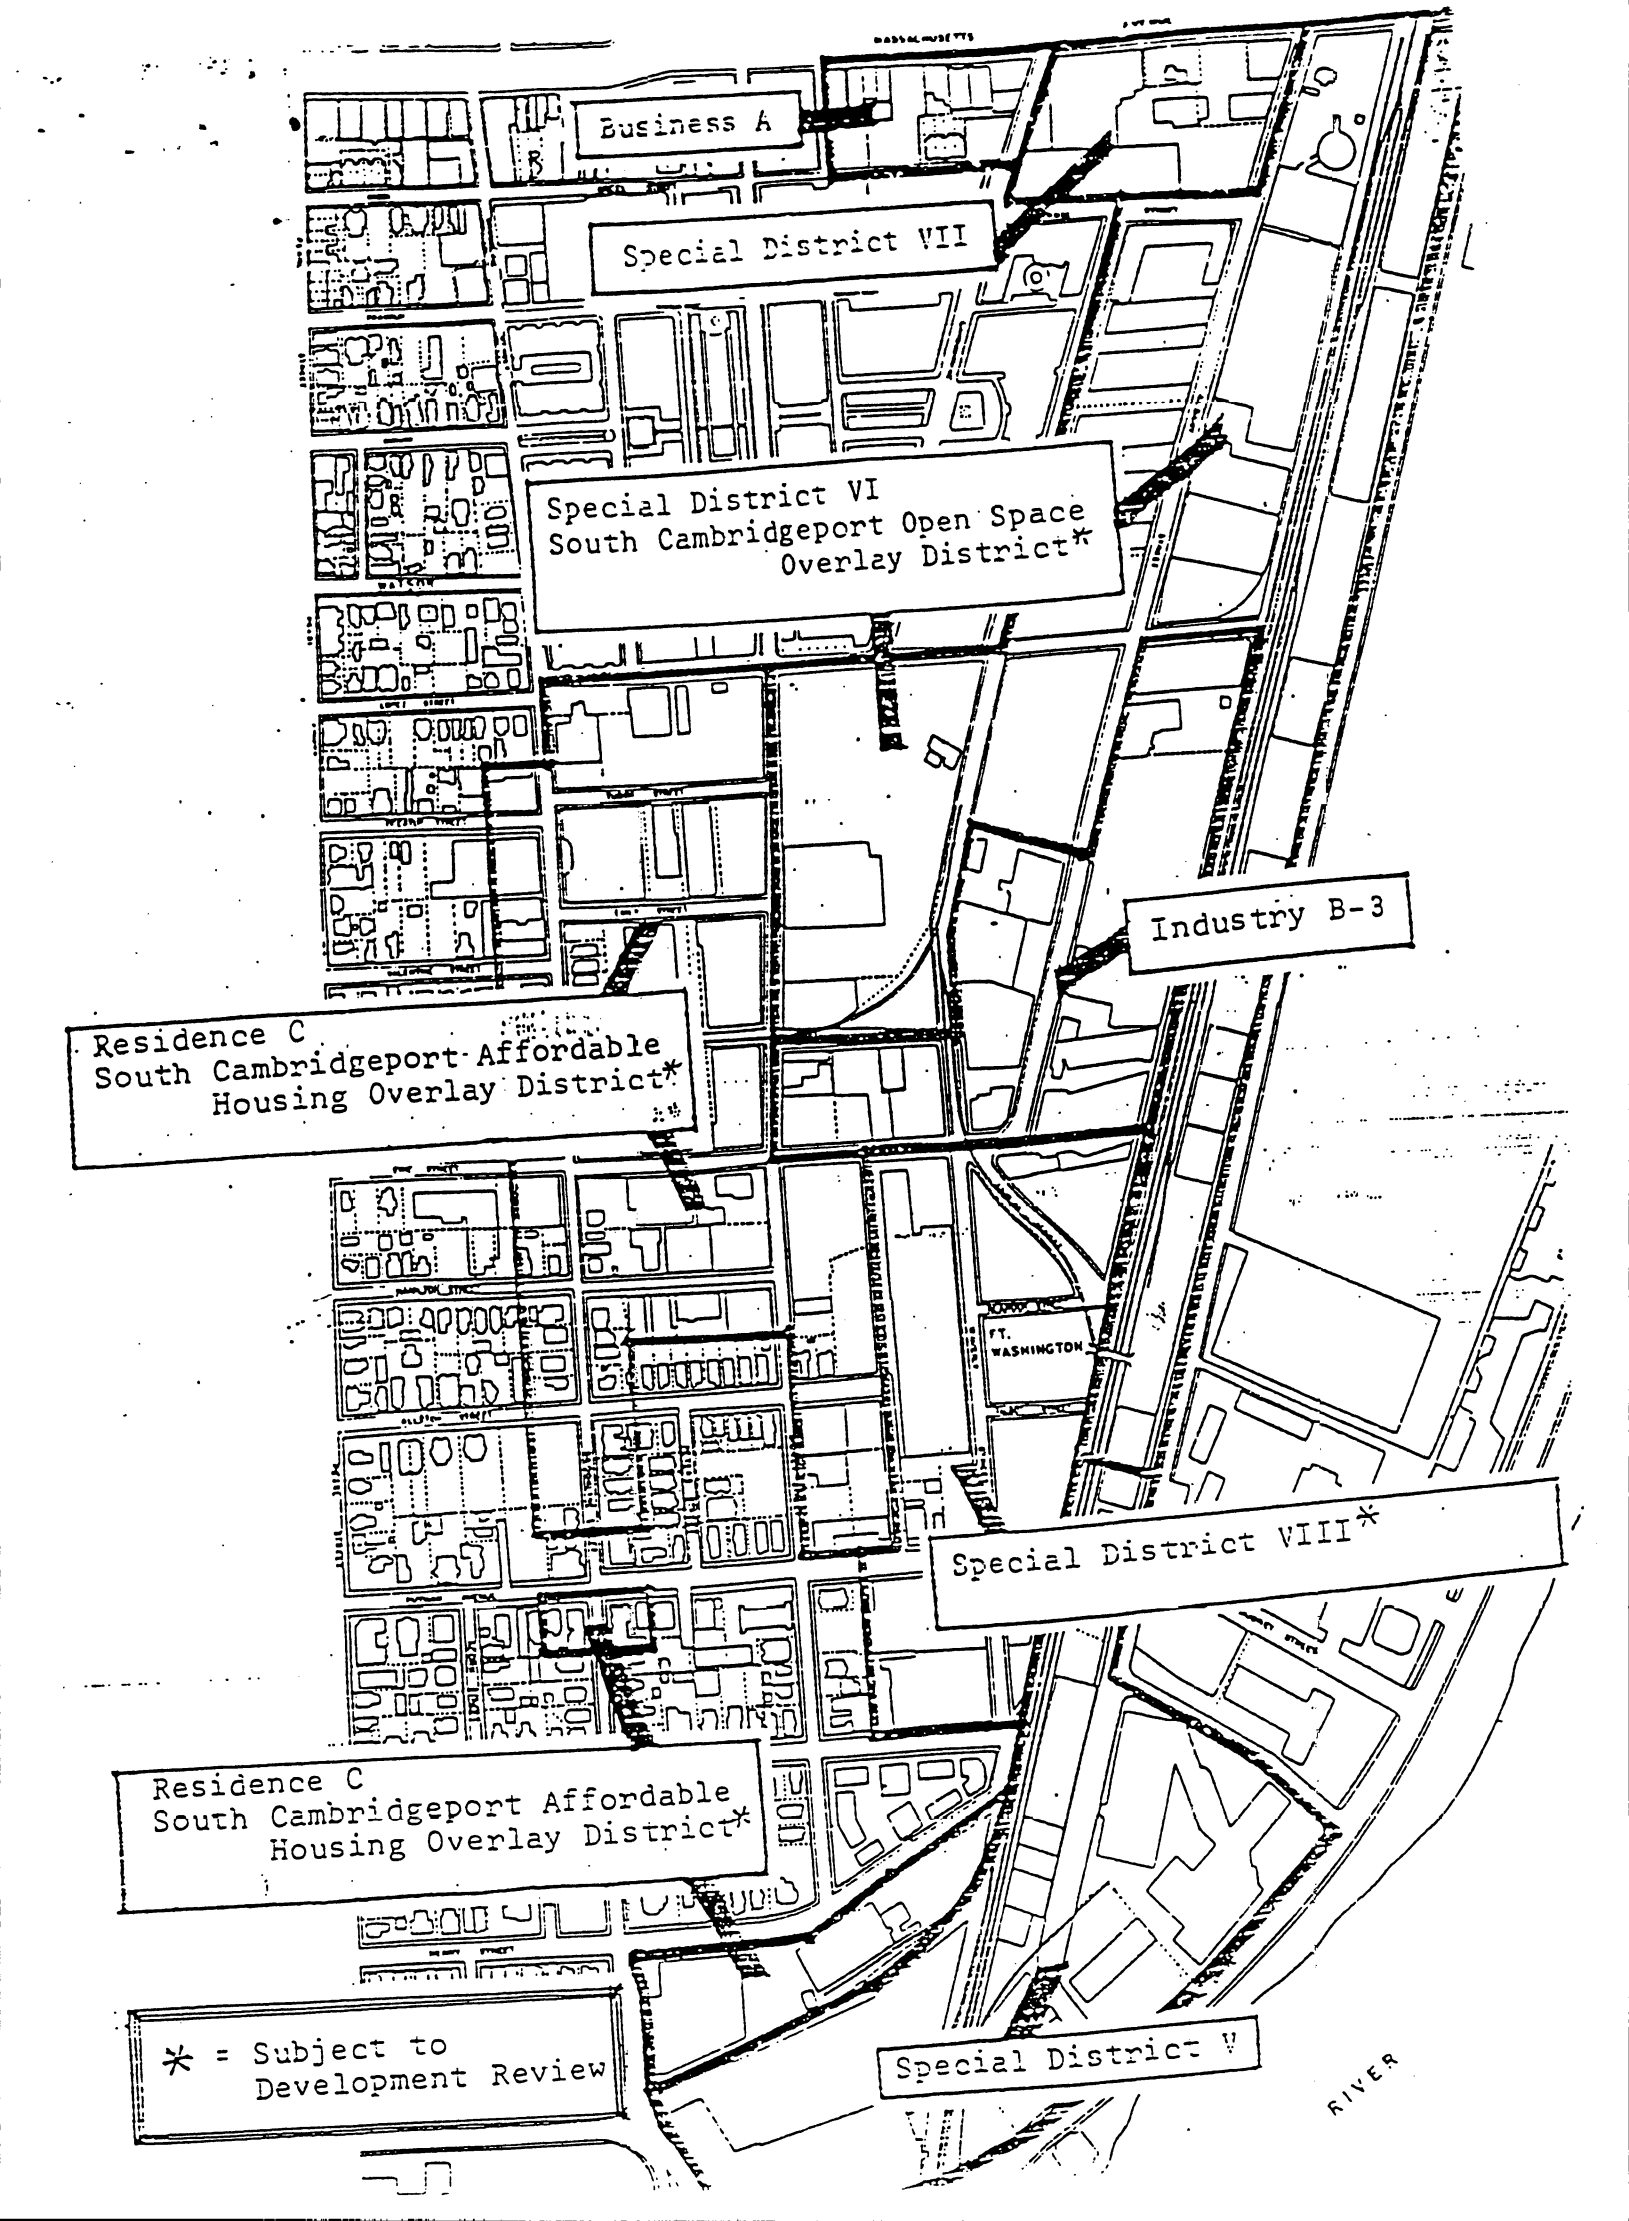 MASSACHUSETTS
Business A
Special District VII
Special District VI
South Cambridgeport Open Space
Overlay District*
Industry B-3
Residence C
South Cambridgeport Affordable
Housing Overlay District*
FT.
WASHINGTON
Special District VIII*
Residence C
South Cambridgeport Affordable
Housing Overlay District*
* = Subject to
Development Review
Special District V
RIVER